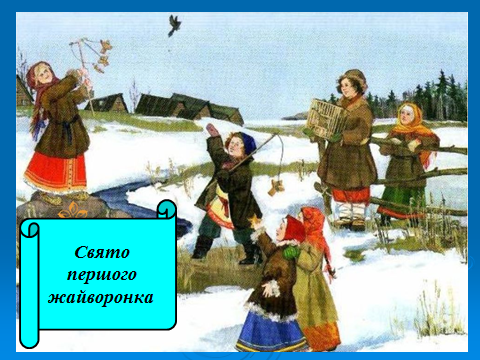 Свято
першого
жайворонка